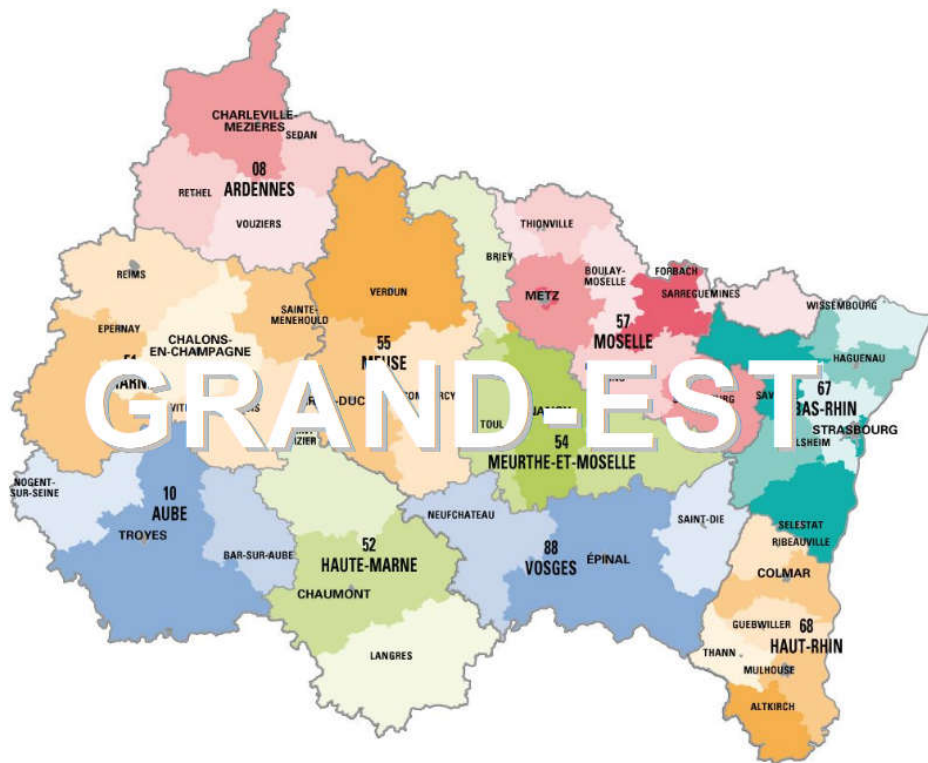 CHARLEVILLE-
MEZIERES
SEDAN
08
ARDENNES
RETHEL
VOUZIERS
THIONVILLE
BRIEY
REIMS
BOULAY-
MOSELLE
FORBACH
VERDUN
METZ
SARREGUEMINES
WISSEMBOURG
SAINTE-
MENEHOULD
EPERNAY
57
MOSELLE
CHALONS-
EN-CHAMPAGNE
55
HAGUENAU
67
BAS-RHIN
GRAND-EST
TOUL
STRASBOURG
54
MEURTHE-ET-MOSELLE
NOGENT-
SUR-SEINE
10
AUBE
NEUFCHATEAU
SAINT-DIE
SELESTAT
TROYES
RIBEAUVILLE
BAR-SUR-AUBE
52
HAUTE-MARNE
88
VOSGES
ÉPINAL
COLMAR
CHAUMONT
GUEBWILLER
68
HAUT-RHIN
LANGRES
THANN
MULHOUSE
ALTKIRCH